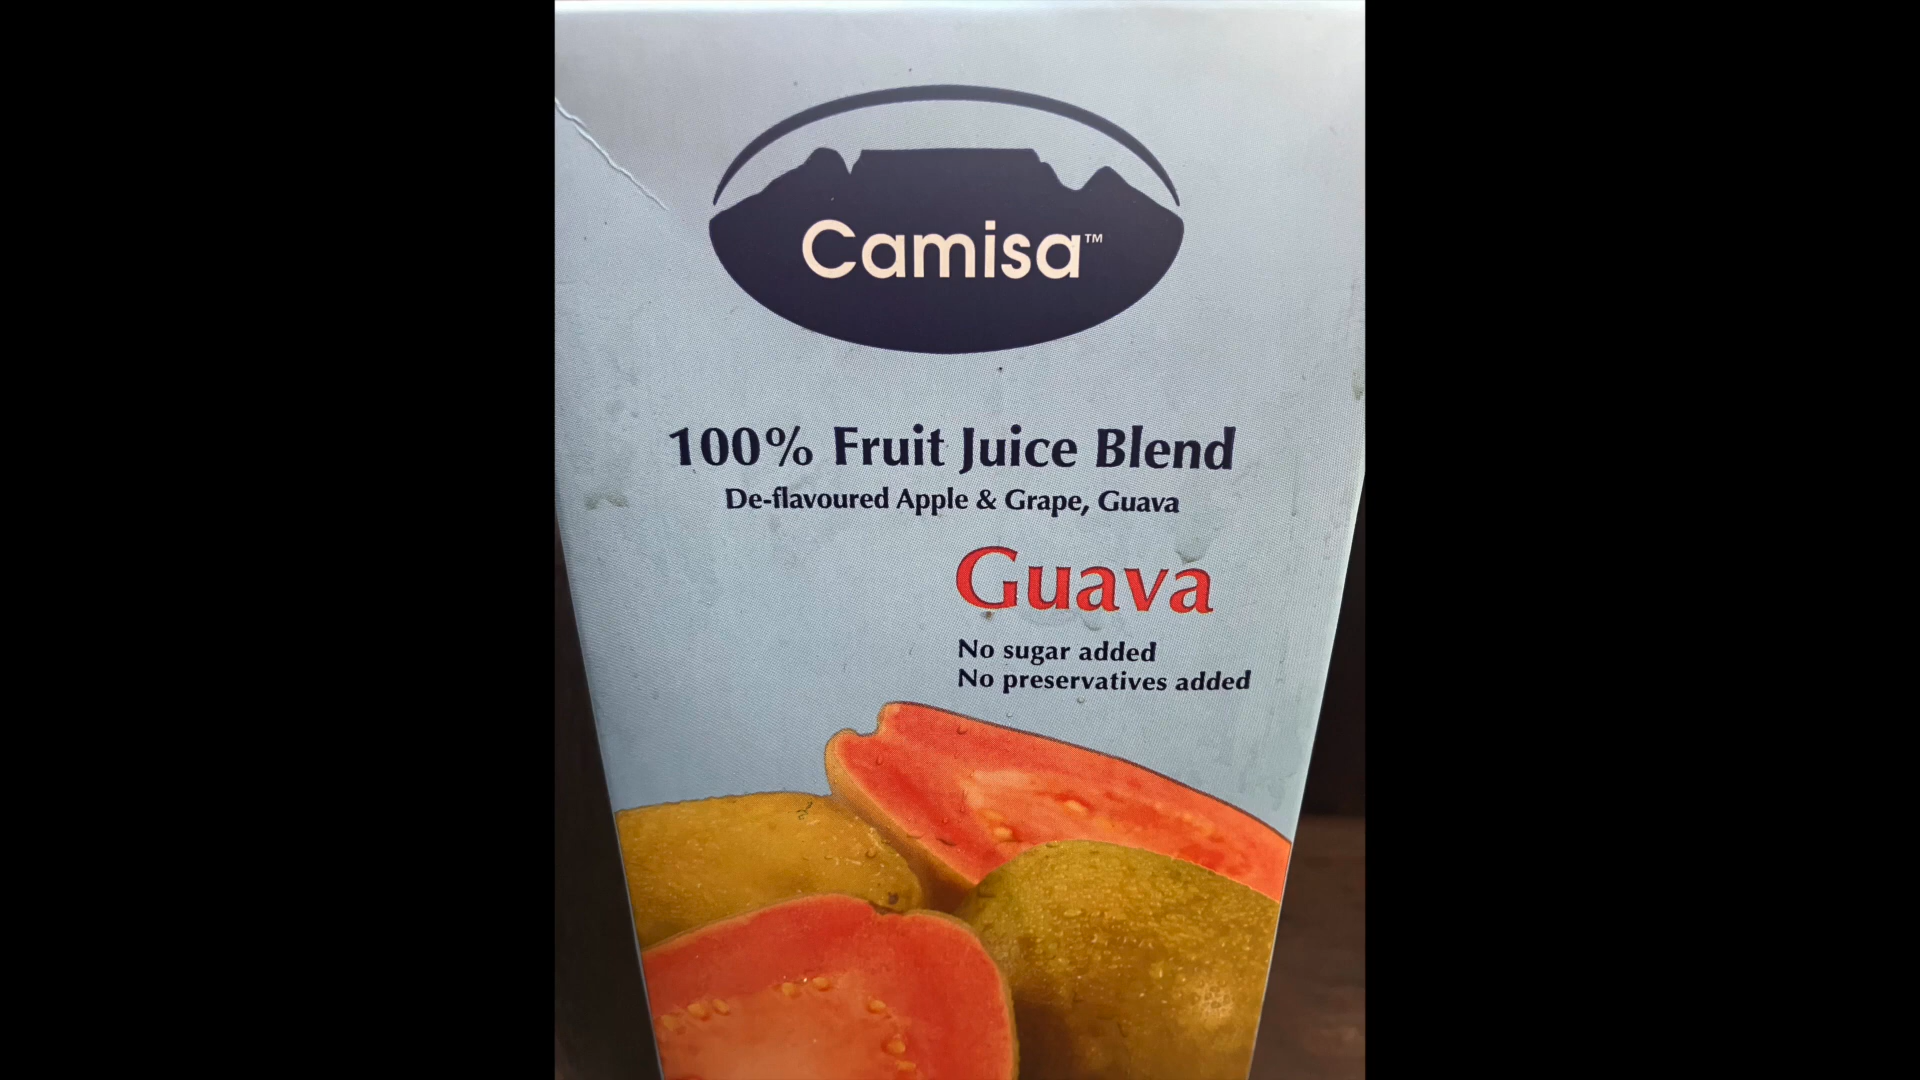 Camisa™
100% Fruit Juice Blend
De-flavoured Apple & Grape, Guava
Guava
No sugar added
No preservatives added